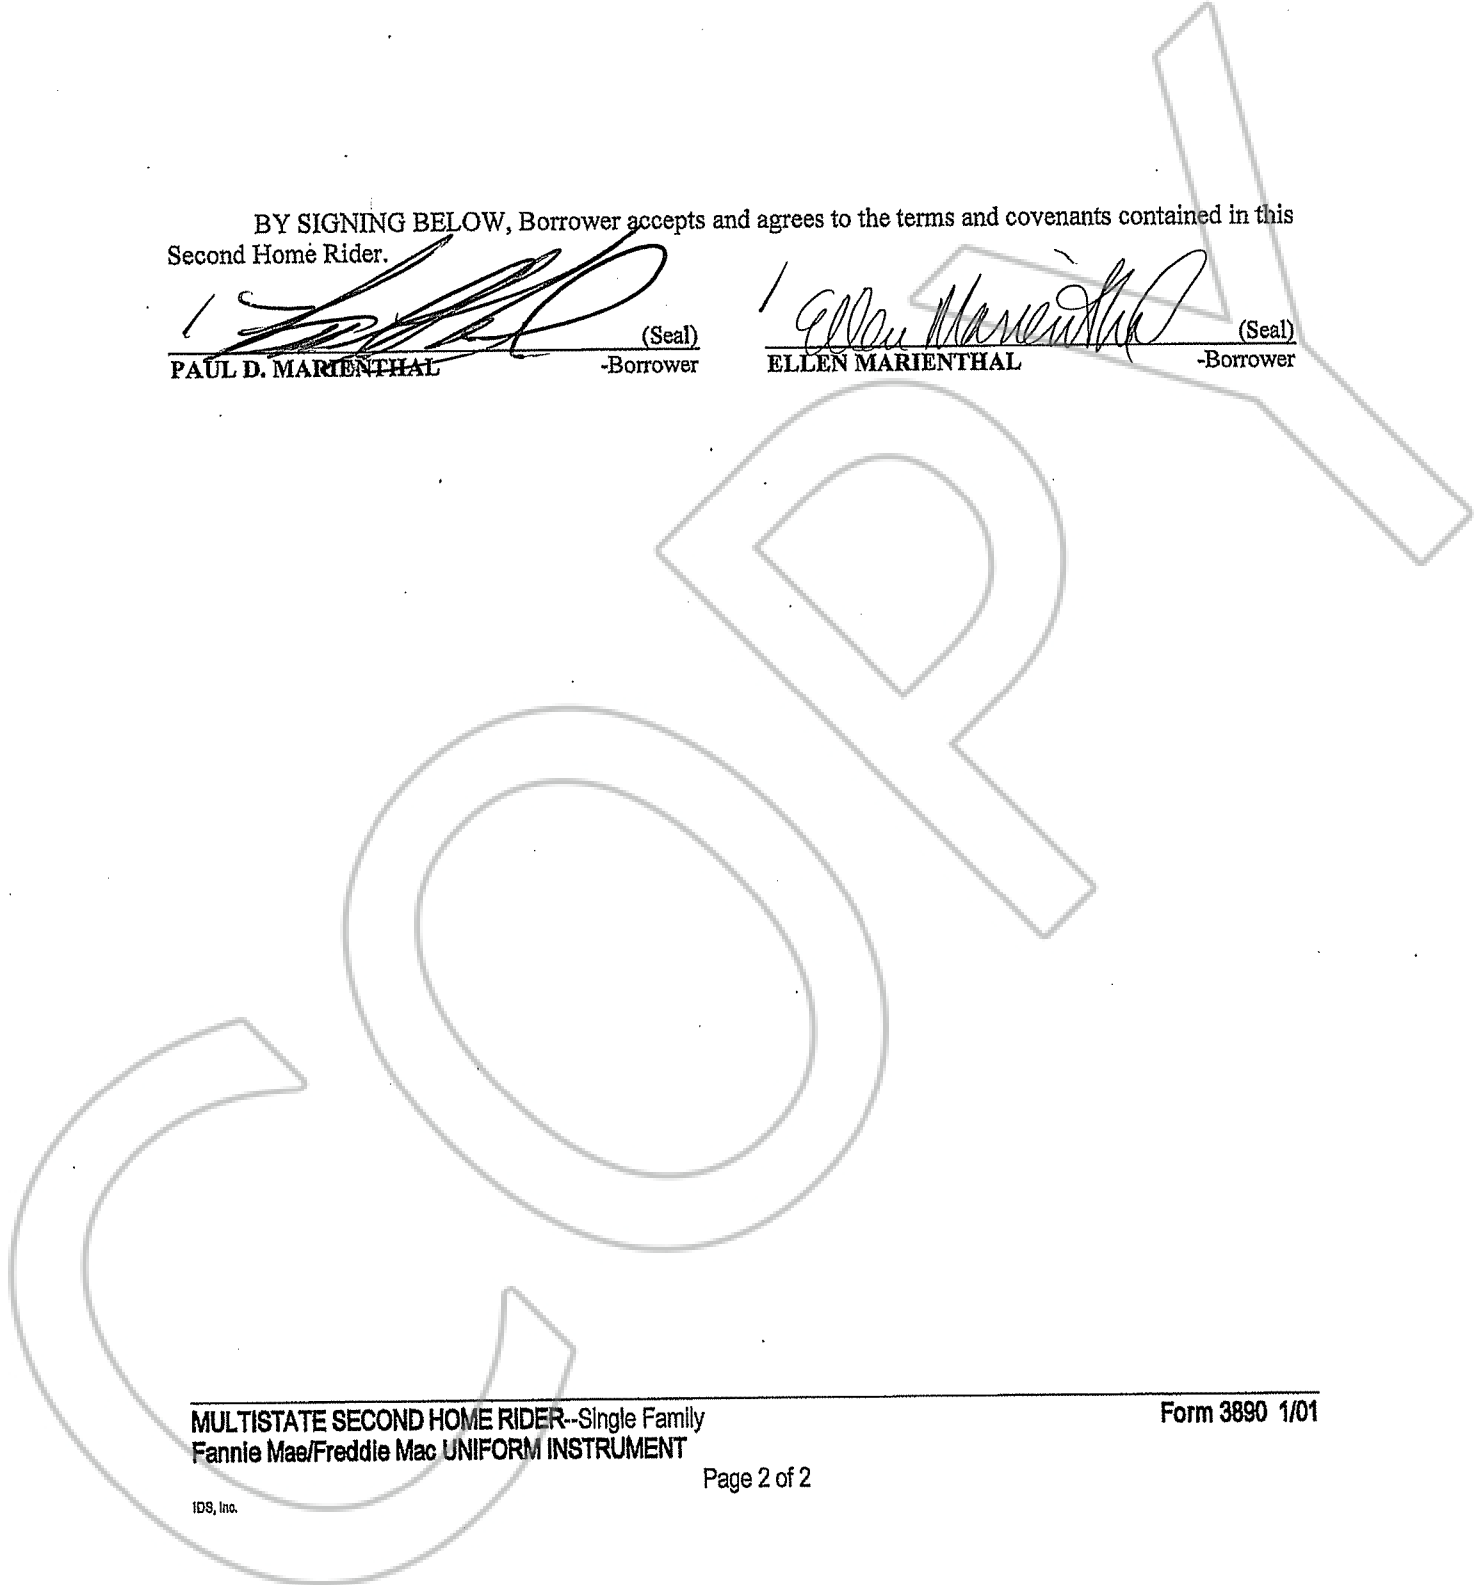 BY SIGNING BELOW, Borrower accepts and agrees to the terms and covenants contained in this
Second Home Rider.
Ellen Marienthal
(Seal) (Seal)
PAUL D. MARIENTHAL -Borrower ELLEN MARIENTHAL -Borrower
COPY
MULTISTATE SECOND HOME RIDER--Single Family Form 3890 1/01
Fannie Mae/Freddie Mac UNIFORM INSTRUMENT
Page 2 of 2
IDS, Inc.